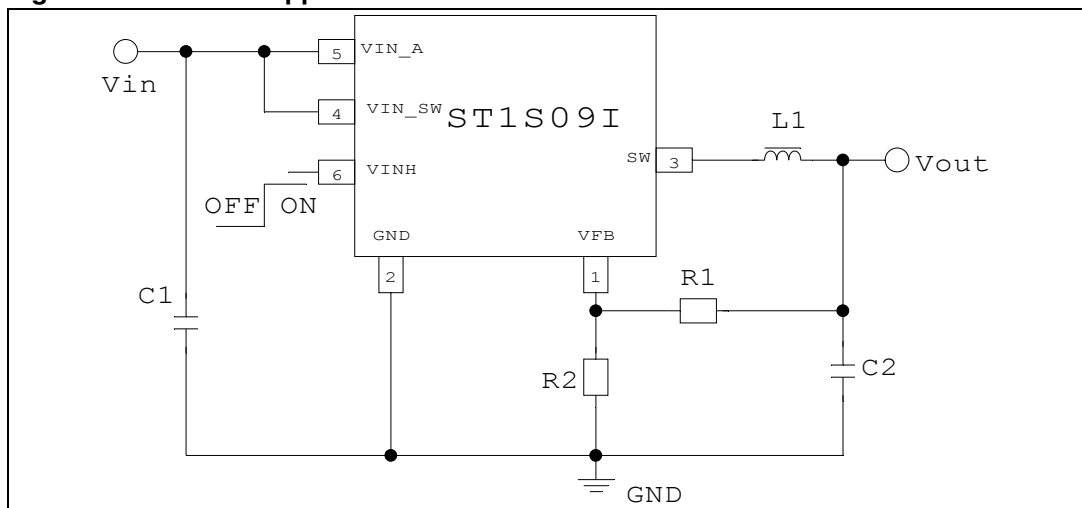 Vin
5
VIN_A
4
VIN_SW
ST1S09I
6
VINH
OFF ON
SW
3
L1
Vout
GND
VFB
2
1
C1
R1
R2
C2
GND